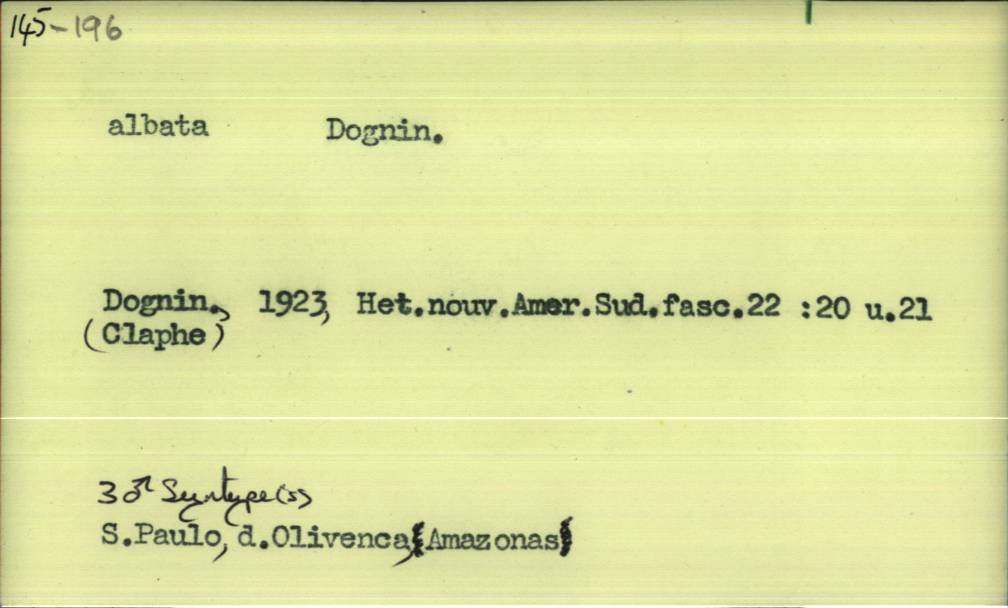 145-196
albata Dognin.
Dognin., 1923, Het.nouv.Amer.Sud.fasc.22 :20 u.21
(Claphe)
3 ♂ Syntype(s)
S.Paulo, d.Olivenca, (Amazonas)